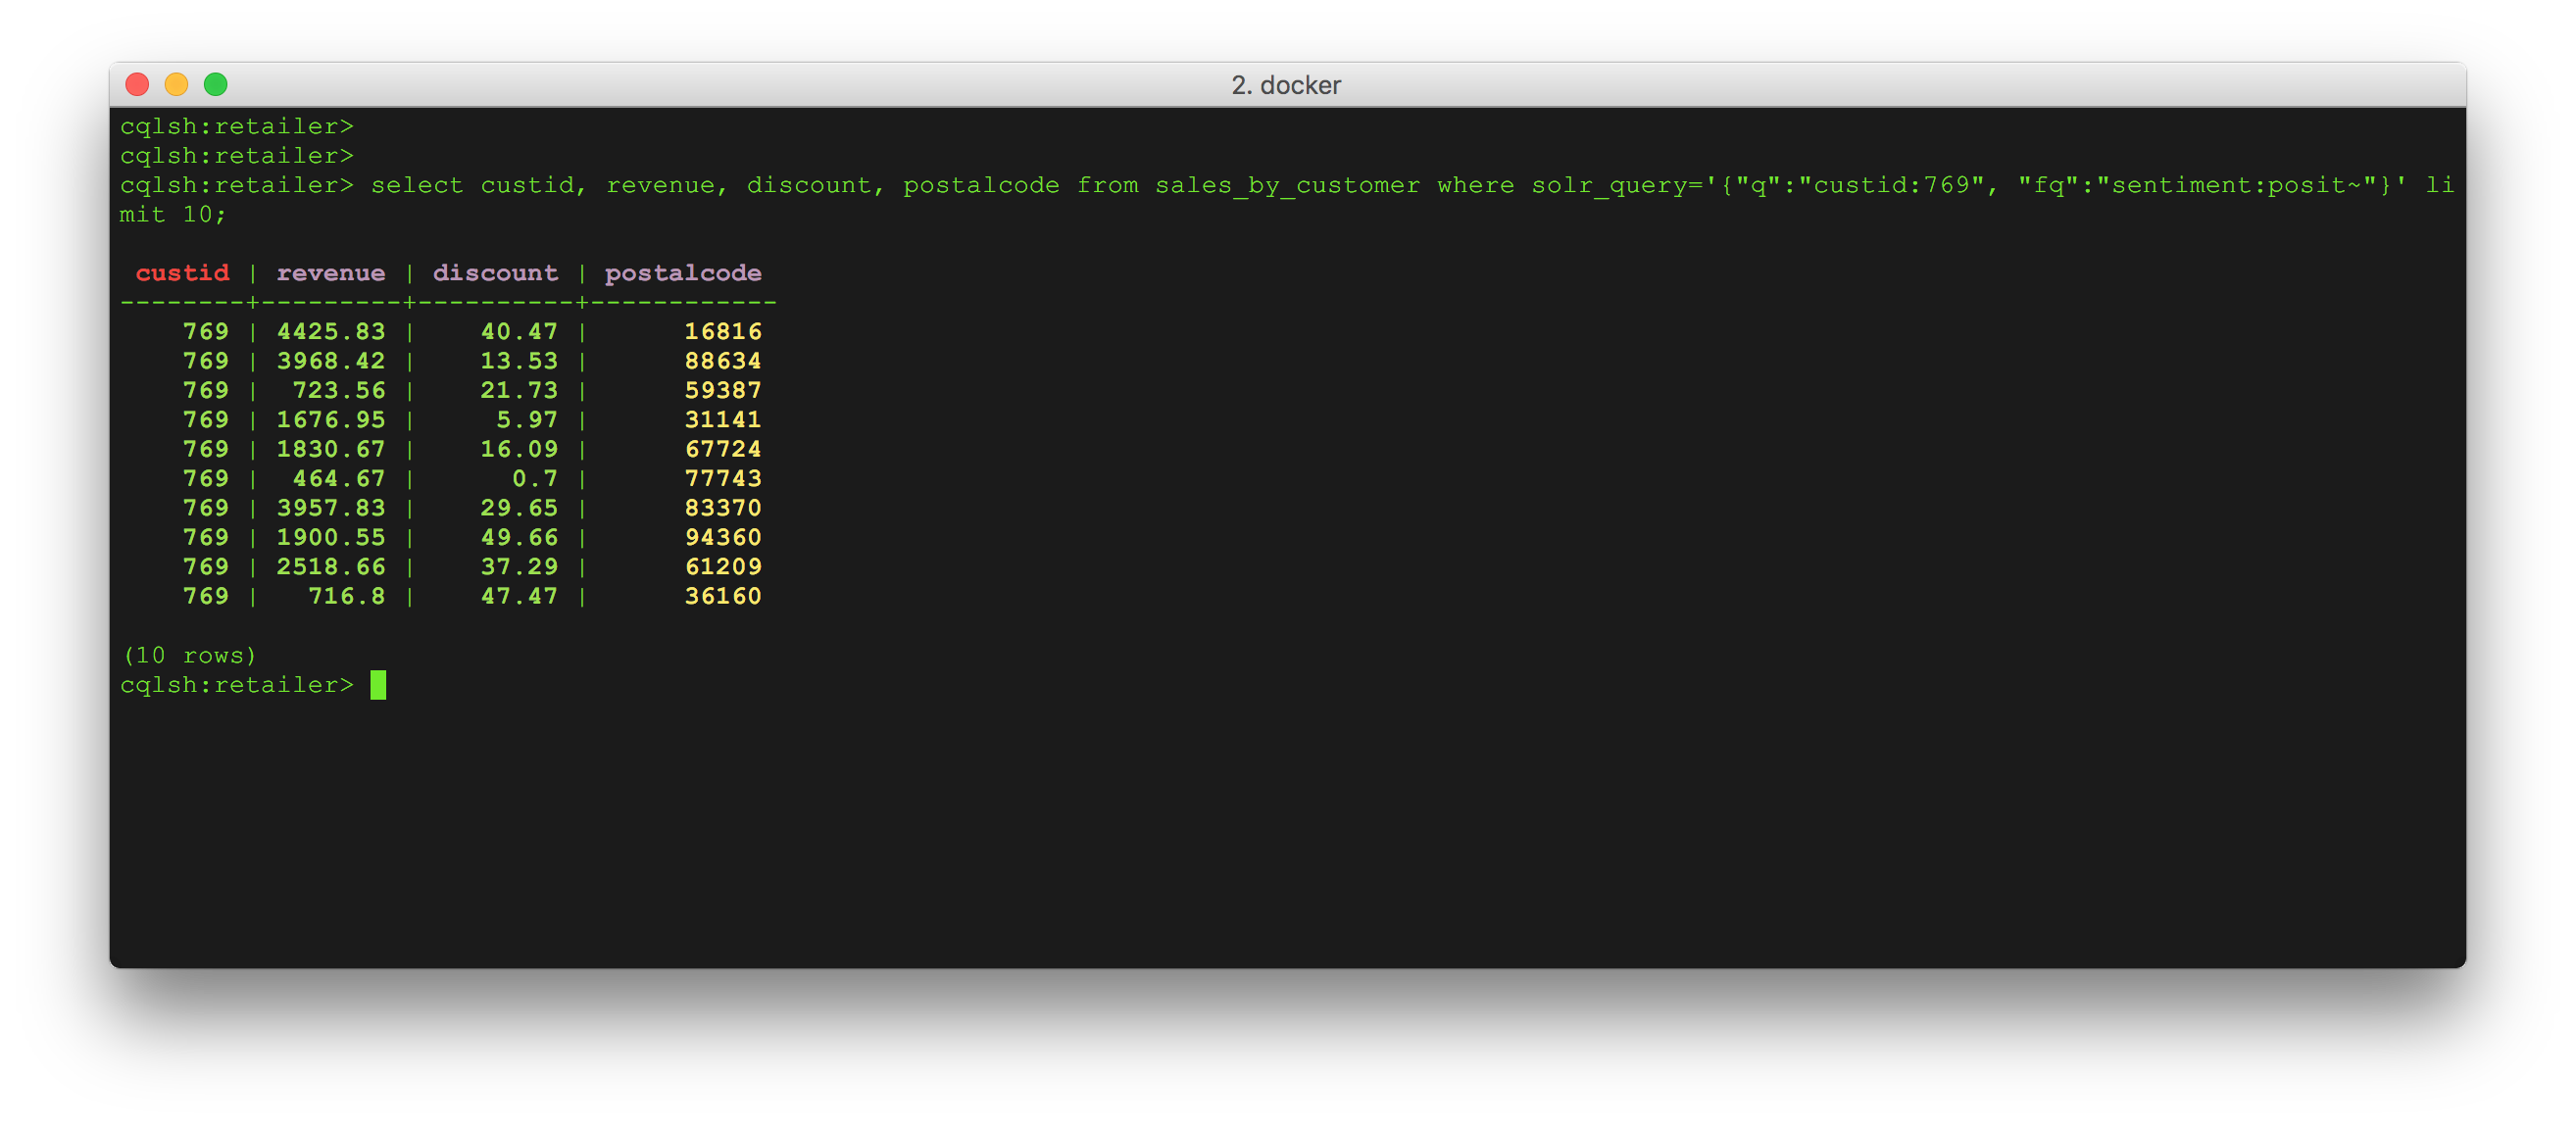 2. docker
cqlsh:retailer>
cqlsh:retailer>
cqlsh:retailer> select custid, revenue, discount, postalcode from sales_by_customer where solr_query='{"q":"custid:769", "fq":"sentiment:posit~"}' li
mit 10;
 custid | revenue | discount | postalcode
--------+---------+----------+------------
    769 | 4425.83 |    40.47 |      16816
    769 | 3968.42 |    13.53 |      88634
    769 |  723.56 |    21.73 |      59387
    769 | 1676.95 |     5.97 |      31141
    769 | 1830.67 |    16.09 |      67724
    769 |  464.67 |      0.7 |      77743
    769 | 3957.83 |    29.65 |      83370
    769 | 1900.55 |    49.66 |      94360
    769 | 2518.66 |    37.29 |      61209
    769 |   716.8 |    47.47 |      36160
(10 rows)
cqlsh:retailer>